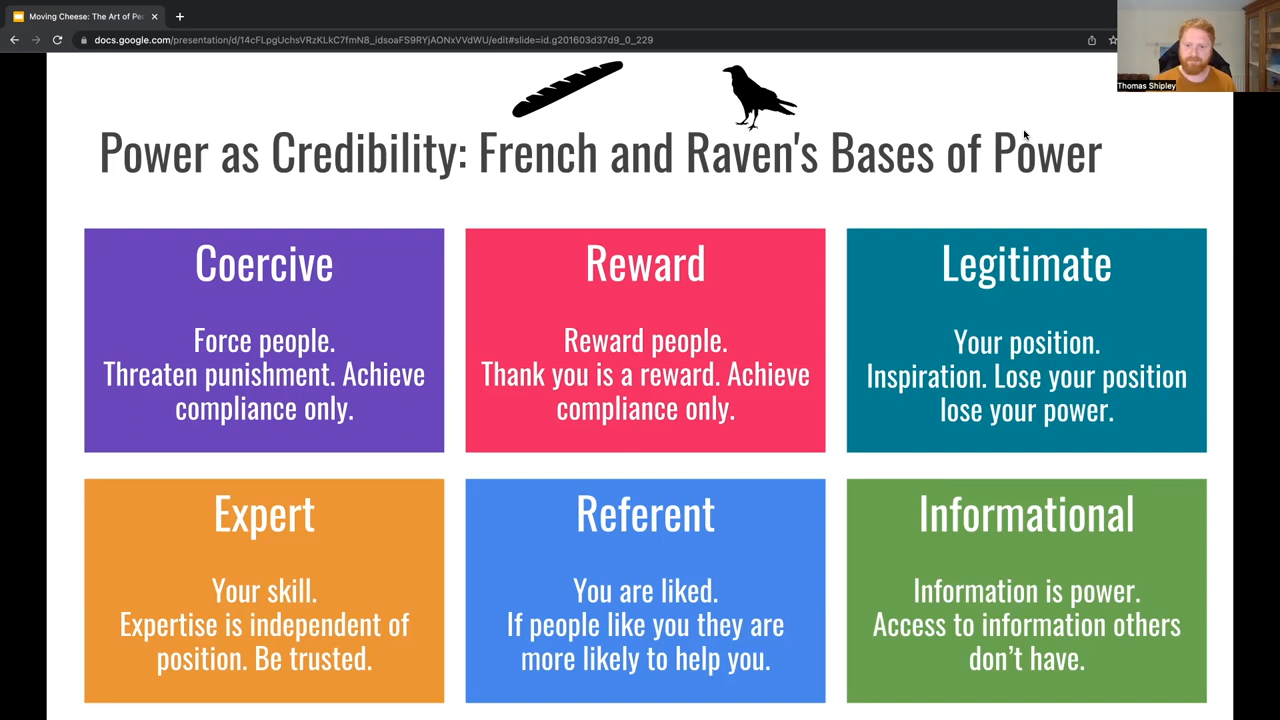 Moving Cheese: The Art of Per
docs.google.com/presentation/d/14cFLpgUchsVRzKLkC7fmN8_idsoaFS9RYjAONxVVdWU/edit#slide=id.g201603d37d9_0_229
Thomas Shipley
Power as Credibility: French and Raven's Bases of Power
Coercive
Force people.
Threaten punishment. Achieve
compliance only.
Reward
Reward people.
Thank you is a reward. Achieve
compliance only.
Legitimate
Your position.
Inspiration. Lose your position
lose your power.
Expert
Your skill.
Expertise is independent of
position. Be trusted.
Referent
You are liked.
If people like you they are
more likely to help you.
Informational
Information is power.
Access to information others
don’t have.